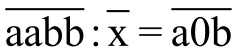 aabb : x = a0b